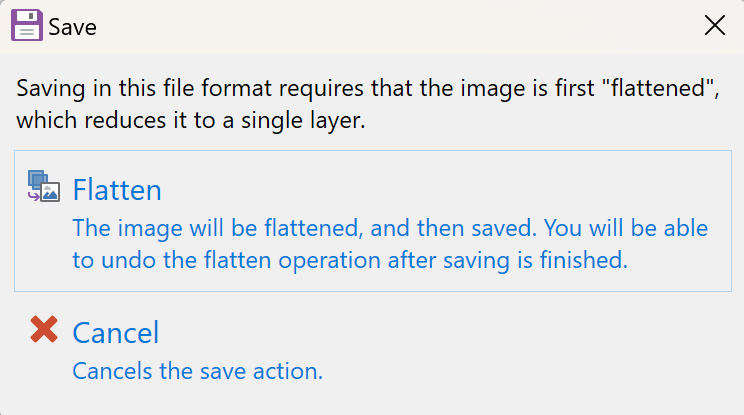 Save
Saving in this file format requires that the image is first "flattened",
which reduces it to a single layer.
Flatten
The image will be flattened, and then saved. You will be able
to undo the flatten operation after saving is finished.
Cancel
Cancels the save action.